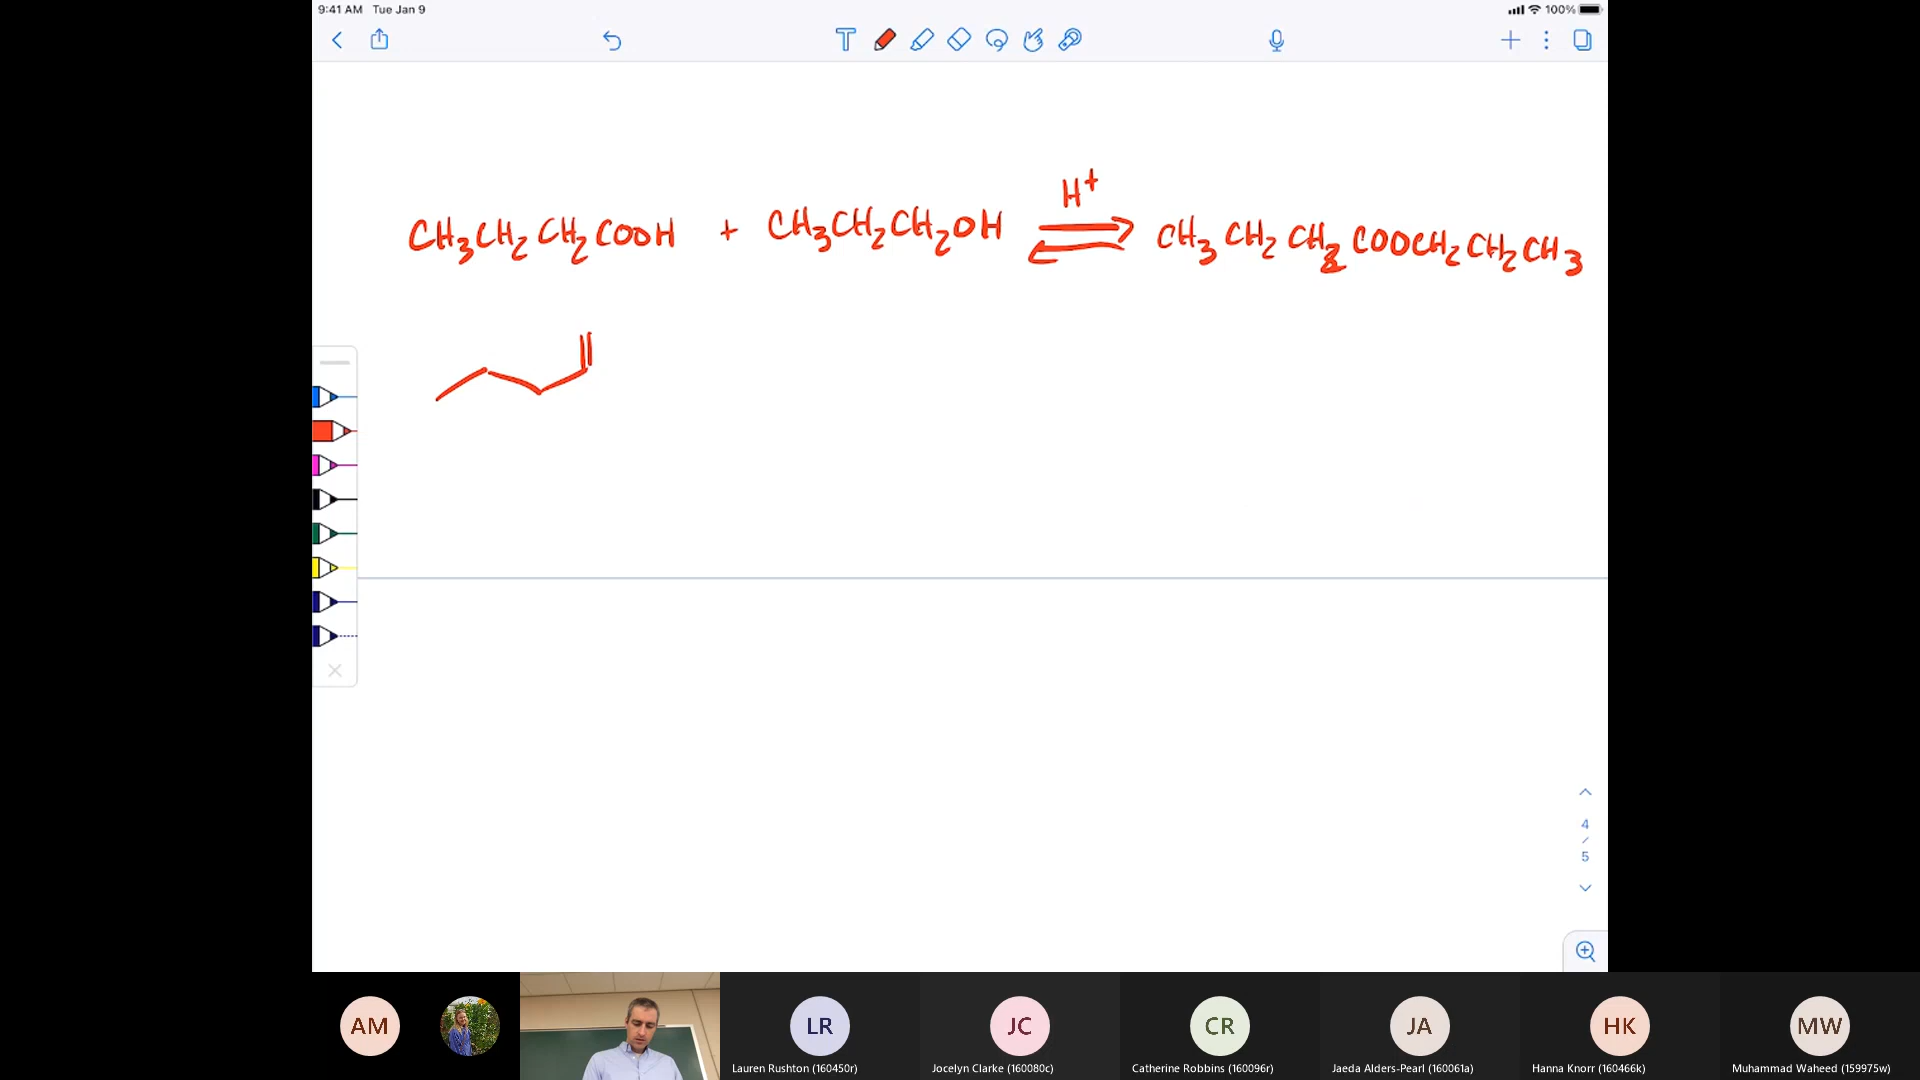 9:41 AM Tue Jan 9
100%
T
H⁺
CH₃CH₂CH₂COOH + CH₃CH₂CH₂OH ⇌ CH₃CH₂CH₂COOCH₂CH₂CH₃
4
/
5
AM
LR
JC
CR
JA
HK
MW
Lauren Rushton (160450r)
Jocelyn Clarke (160080c)
Catherine Robbins (160096r)
Jaeda Alders-Pearl (160061a)
Hanna Knorr (160466k)
Muhammad Waheed (159975w)